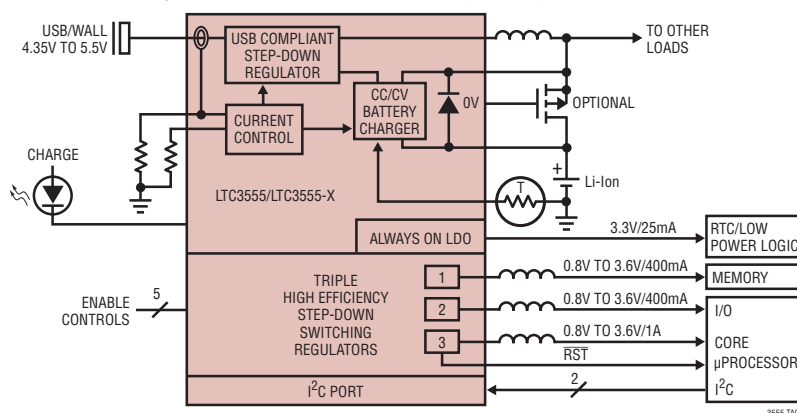 USB/WALL
4.35V TO 5.5V
USB COMPLIANT
STEP-DOWN
REGULATOR
TO OTHER
LOADS
CC/CV
BATTERY
CHARGER
0V
OPTIONAL
CURRENT
CONTROL
CHARGE
LTC3555/LTC3555-X
T
+
Li-Ion
ALWAYS ON LDO
3.3V/25mA
RTC/LOW
POWER LOGIC
TRIPLE
HIGH EFFICIENCY
STEP-DOWN
SWITCHING
REGULATORS
1
0.8V TO 3.6V/400mA
MEMORY
ENABLE
CONTROLS
5
2
0.8V TO 3.6V/400mA
I/O
3
0.8V TO 3.6V/1A
CORE
RST
µPROCESSOR
I²C PORT
2
I²C